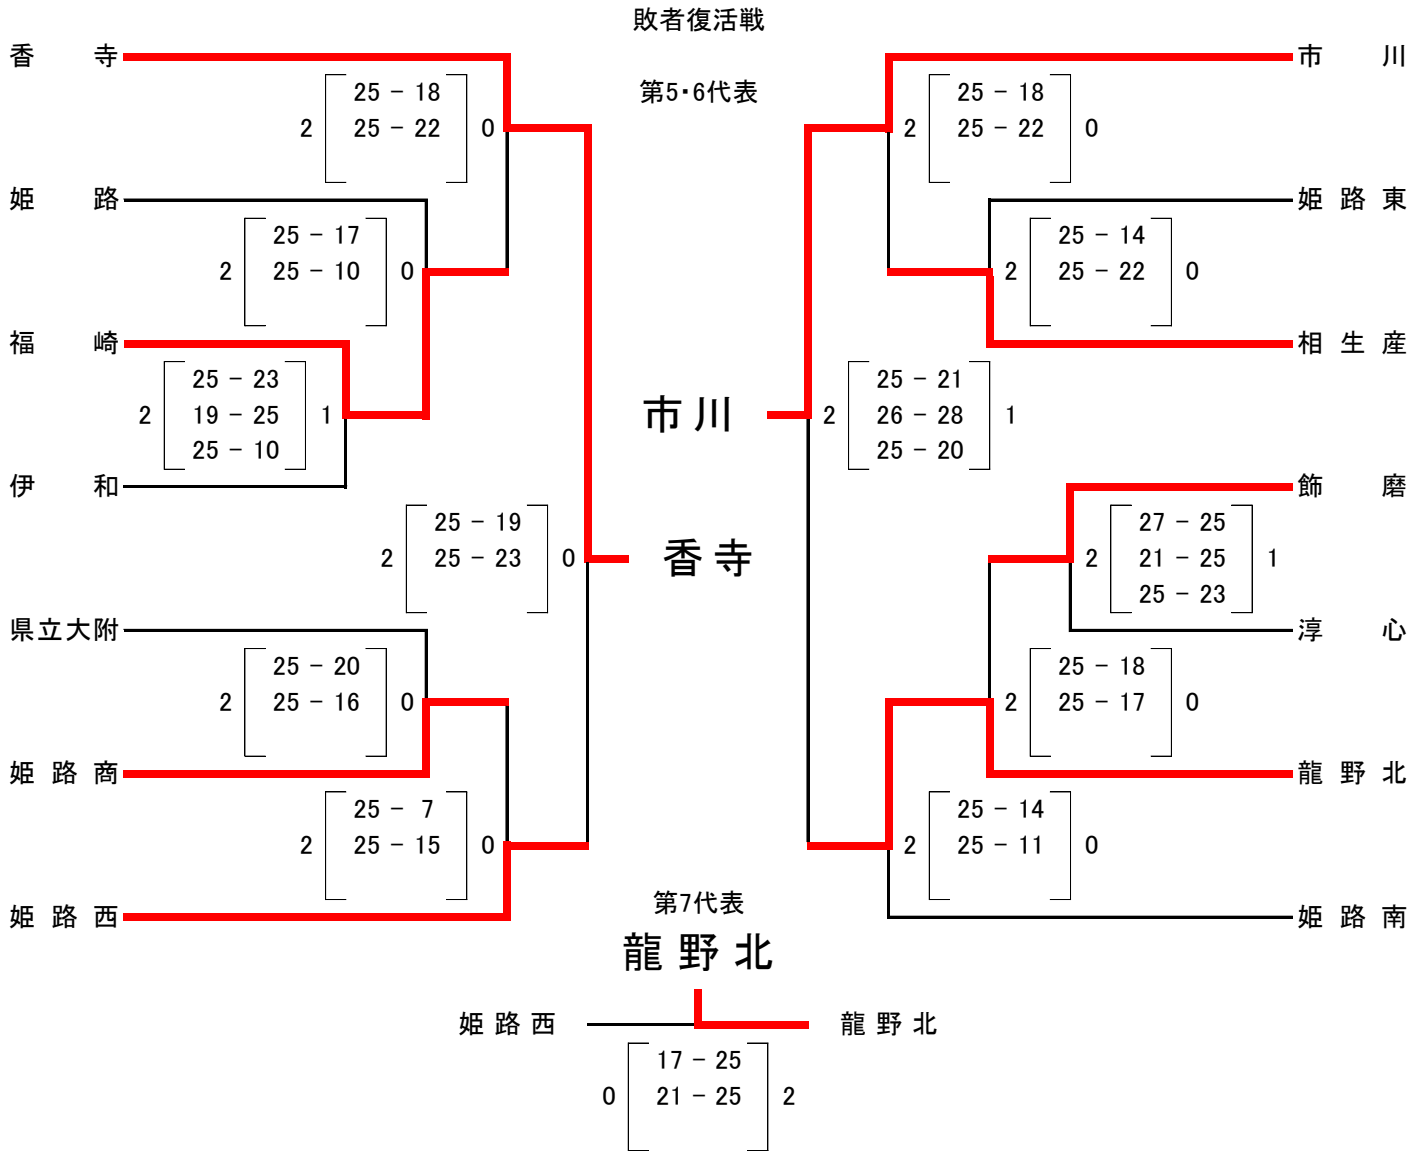 敗者復活戦
香寺
市川
第5・6代表
25 − 18
2 25 − 22 0
25 − 18
2 25 − 22 0
姫路
姫路東
25 − 17
2 25 − 10 0
25 − 14
2 25 − 22 0
福崎
相生産
25 − 23
2 19 − 25 1
25 − 10
市川
25 − 21
2 26 − 28 1
25 − 20
伊和
飾磨
25 − 19
2 25 − 23 0
香寺
27 − 25
2 21 − 25 1
25 − 23
県立大附
淳心
25 − 20
2 25 − 16 0
25 − 18
2 25 − 17 0
姫路商
龍野北
25 − 7
2 25 − 15 0
25 − 14
2 25 − 11 0
姫路西
第7代表
姫路南
龍野北
姫路西 龍野北
17 − 25
0 21 − 25 2